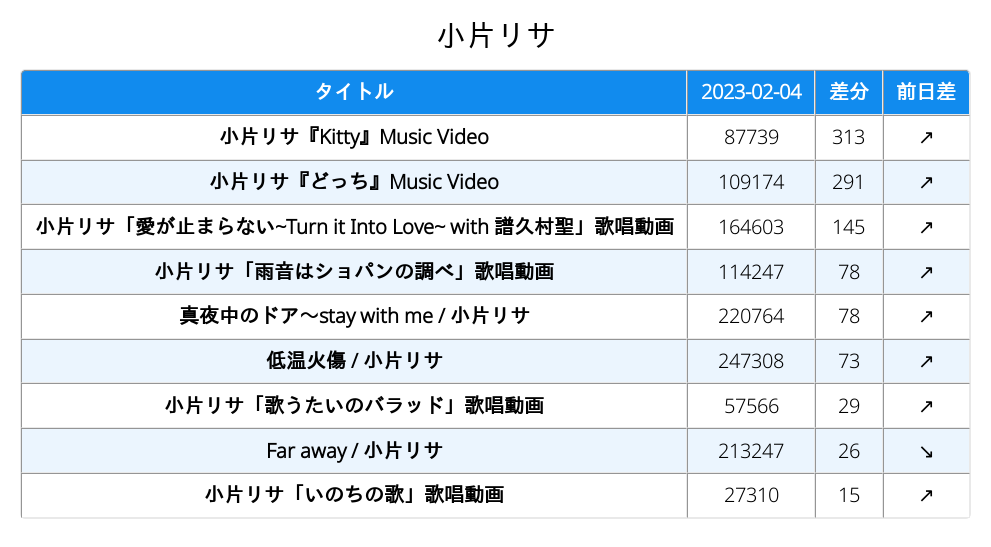 小片リサ
タイトル 2023-02-04 差分 前日差
小片リサ『Kitty』Music Video 87739 313 ↗
小片リサ『どっち』Music Video 109174 291 ↗
小片リサ「愛が止まらない~Turn it Into Love~ with 譜久村聖」歌唱動画 164603 145 ↗
小片リサ「雨音はショパンの調べ」歌唱動画 114247 78 ↗
真夜中のドア〜stay with me / 小片リサ 220764 78 ↗
低温火傷 / 小片リサ 247308 73 ↗
小片リサ「歌うたいのバラッド」歌唱動画 57566 29 ↗
Far away / 小片リサ 213247 26 ↘
小片リサ「いのちの歌」歌唱動画 27310 15 ↗